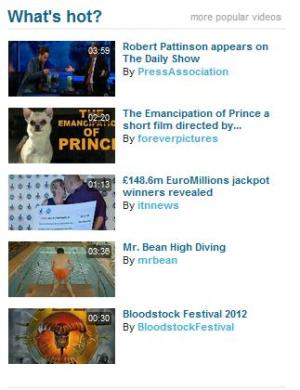 What's hot?
more popular videos
03:59
Robert Pattinson appears on
The Daily Show
By PressAssociation
02:20
THE
EMANCIPATION
OF
PRINCE
The Emancipation of Prince a
short film directed by...
By foreverpictures
01:13
£148.6m EuroMillions jackpot
winners revealed
By itnnews
03:36
Mr. Bean High Diving
By mrbean
00:30
Bloodstock Festival 2012
By BloodstockFestival